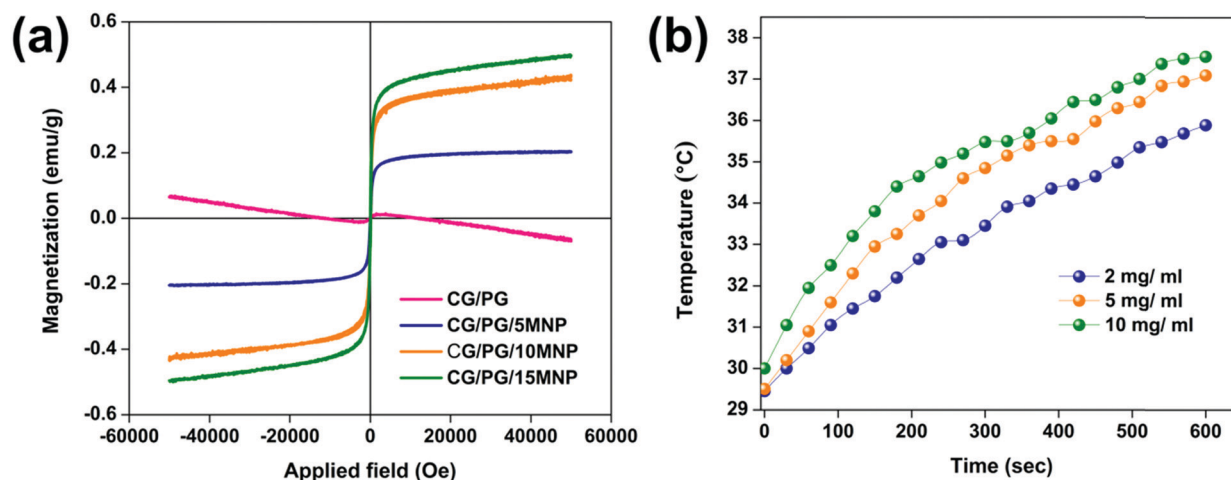 (a)
Magnetization (emu/g)
0.6
0.4
0.2
0.0
-0.2
-0.4
-0.6
-60000 -40000 -20000 0 20000 40000 60000
Applied field (Oe)
CG/PG
CG/PG/5MNP
CG/PG/10MNP
CG/PG/15MNP
(b)
Temperature (°C)
38
37
36
35
34
33
32
31
30
29
0 100 200 300 400 500 600
Time (sec)
2 mg/ ml
5 mg/ ml
10 mg/ ml